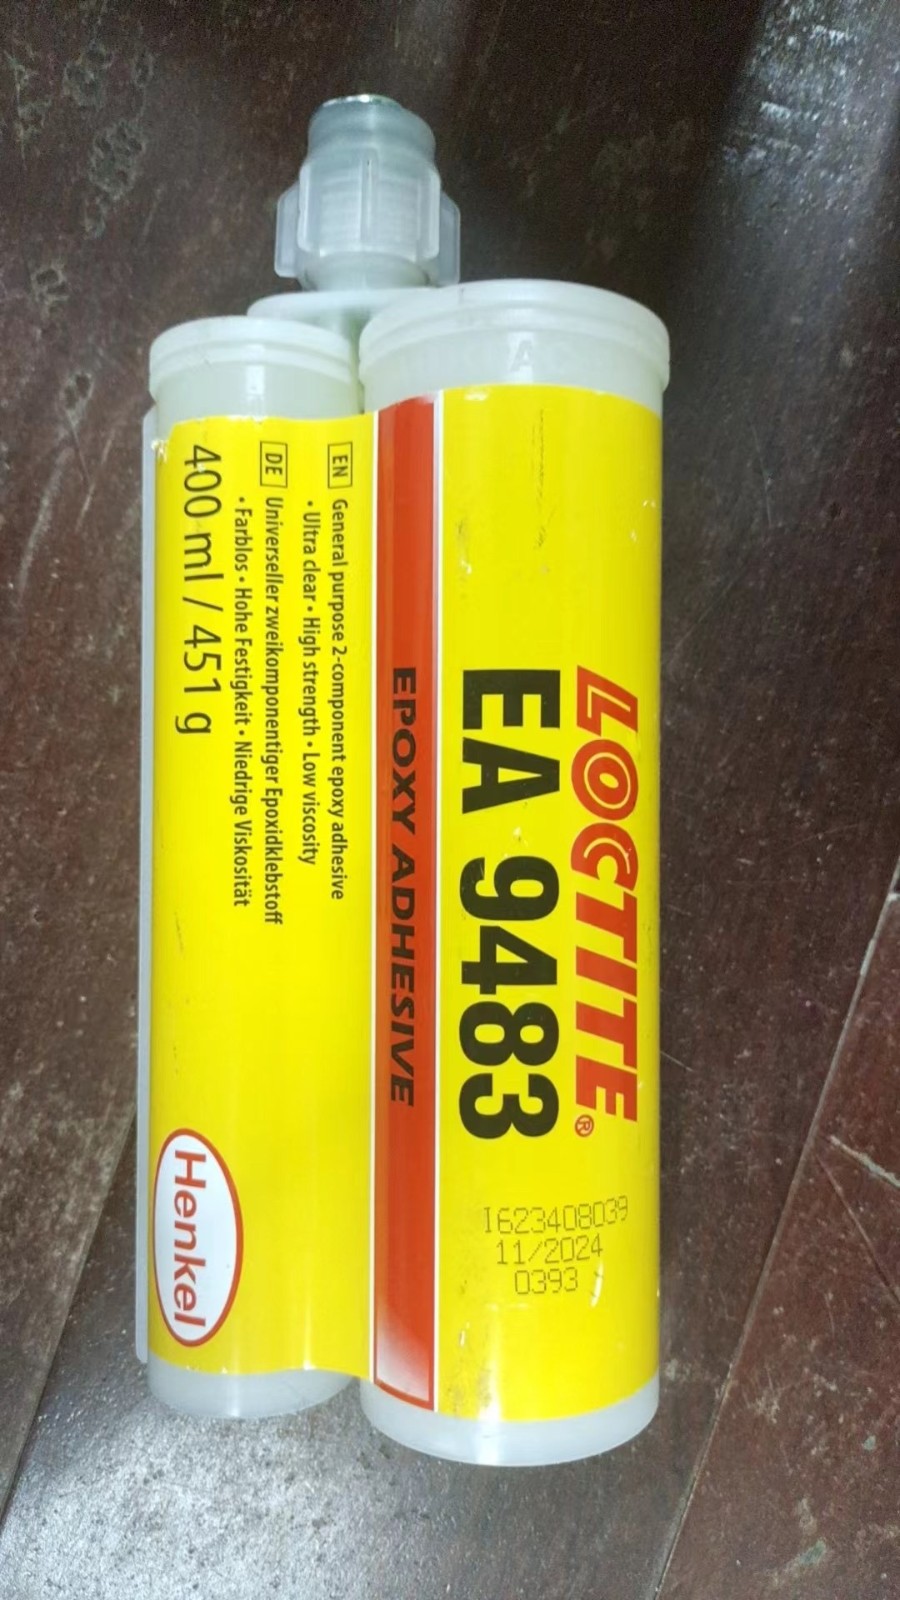 LOCTITE®
EA 9483
I623408039
11/2024
0393
EPOXY ADHESIVE
EN General purpose 2-component epoxy adhesive
• Ultra clear • High strength • Low viscosity
DE Universeller zweikomponentiger Epoxidklebstoff
• Farblos • Hohe Festigkeit • Niedrige Viskosität
400 ml / 451 g
Henkel